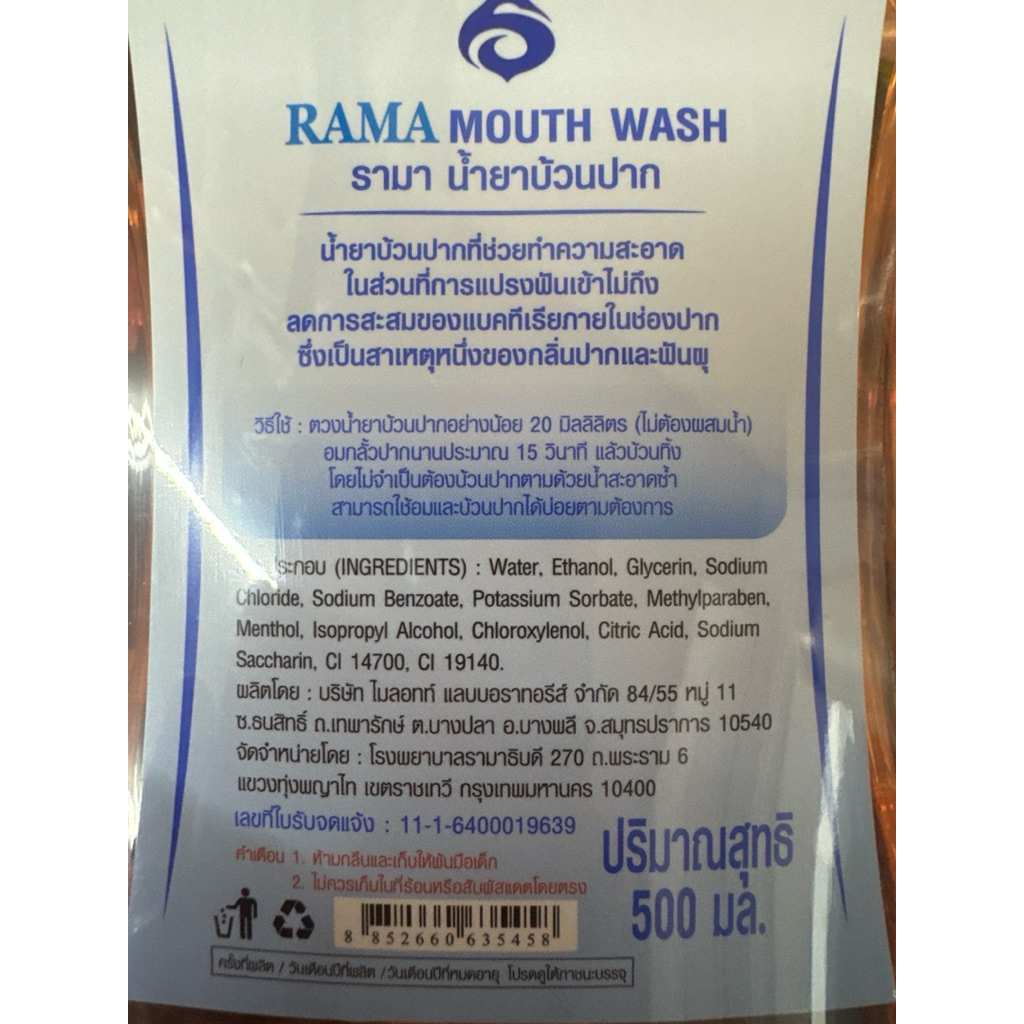 RAMA MOUTH WASH
รามา น้ำยาบ้วนปาก
น้ำยาบ้วนปากที่ช่วยทำความสะอาด
ในส่วนที่การแปรงฟันเข้าไม่ถึง
ลดการสะสมของแบคทีเรียภายในช่องปาก
ซึ่งเป็นสาเหตุหนึ่งของกลิ่นปากและฟันผุ
วิธีใช้ : ตวงน้ำยาบ้วนปากอย่างน้อย 20 มิลลิลิตร (ไม่ต้องผสมน้ำ)
อมกลั้วปากนานประมาณ 15 วินาที แล้วบ้วนทิ้ง
โดยไม่จำเป็นต้องบ้วนปากตามด้วยน้ำสะอาดซ้ำ
สามารถใช้อมและบ้วนปากได้บ่อยตามต้องการ
ประกอบ (INGREDIENTS) : Water, Ethanol, Glycerin, Sodium
Chloride, Sodium Benzoate, Potassium Sorbate, Methylparaben,
Menthol, Isopropyl Alcohol, Chloroxylenol, Citric Acid, Sodium
Saccharin, CI 14700, CI 19140.
ผลิตโดย : บริษัท ไมลอทท์ แลบบอราทอรีส์ จำกัด 84/55 หมู่ 11
ซ.ธนสิทธิ์ ถ.เทพารักษ์ ต.บางปลา อ.บางพลี จ.สมุทรปราการ 10540
จัดจำหน่ายโดย : โรงพยาบาลรามาธิบดี 270 ถ.พระราม 6
แขวงทุ่งพญาไท เขตราชเทวี กรุงเทพมหานคร 10400
เลขที่ใบรับจดแจ้ง : 11-1-6400019639
คำเตือน 1. ห้ามกลืนและเก็บให้พ้นมือเด็ก
2. ไม่ควรเก็บในที่ร้อนหรือสัมผัสแดดโดยตรง
ปริมาณสุทธิ
500 มล.
8 852660 635458
ครั้งที่ผลิต / วันเดือนปีที่ผลิต /วันเดือนปีที่หมดอายุ โปรดดูใต้ภาชนะบรรจุ